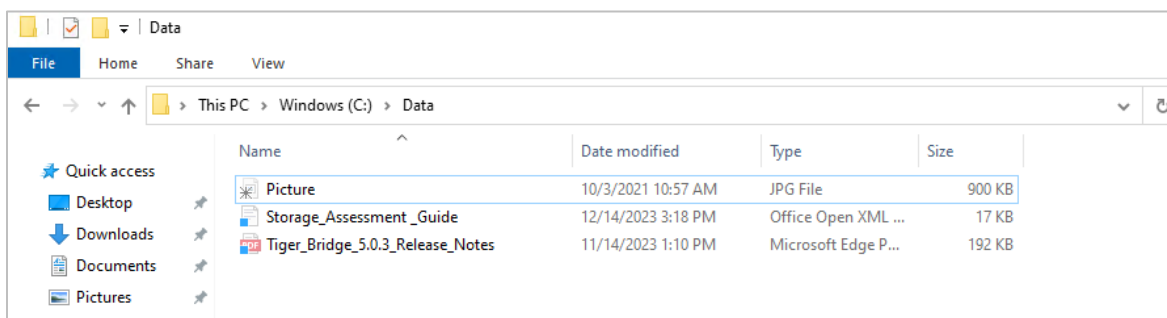 Data
File Home Share View
This PC > Windows (C:) > Data
Name Date modified Type Size
Quick access
Desktop
Downloads
Documents
Pictures
Picture 10/3/2021 10:57 AM JPG File 900 KB
Storage_Assessment _Guide 12/14/2023 3:18 PM Office Open XML ... 17 KB
PDF Tiger_Bridge_5.0.3_Release_Notes 11/14/2023 1:10 PM Microsoft Edge P... 192 KB